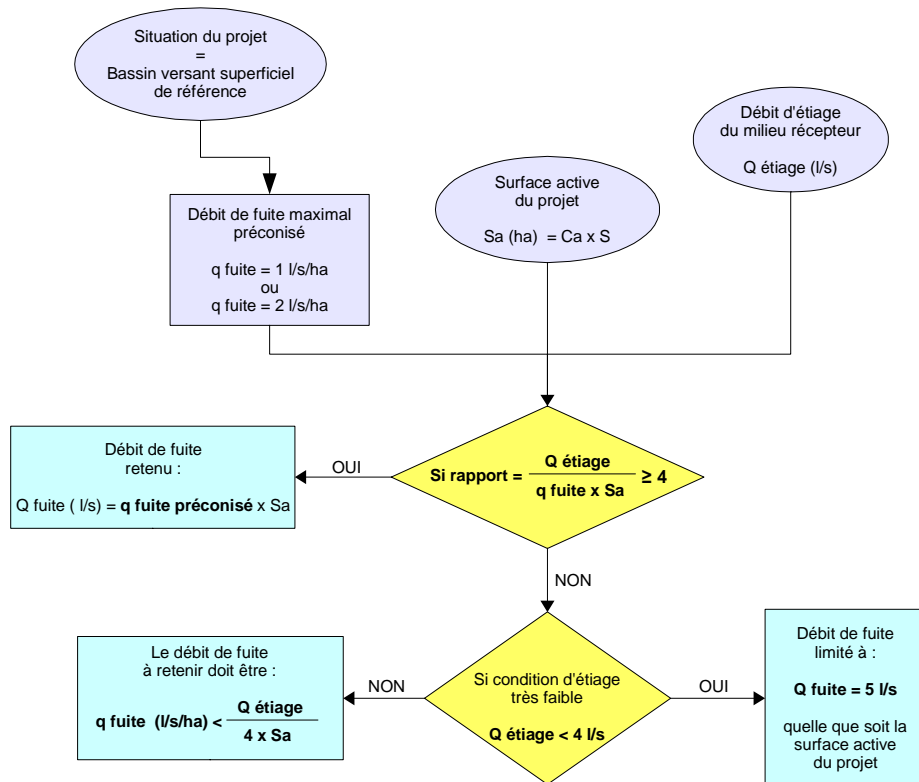 Situation du projet
=
Bassin versant superficiel
de référence
Débit d'étiage
du milieu récepteur
Q étiage (l/s)
Surface active
du projet
Sa (ha) = Ca x S
Débit de fuite maximal
préconisé
q fuite = 1 l/s/ha
ou
q fuite = 2 l/s/ha
Si rapport = Q étiage / q fuite x Sa ≥ 4
OUI
Débit de fuite
retenu :
Q fuite ( l/s) = q fuite préconisé x Sa
NON
Si condition d'étiage
très faible
Q étiage < 4 l/s
NON
Le débit de fuite
à retenir doit être :
q fuite (l/s/ha) < Q étiage / 4 x Sa
OUI
Débit de fuite
limité à :
Q fuite = 5 l/s
quelle que soit la
surface active
du projet